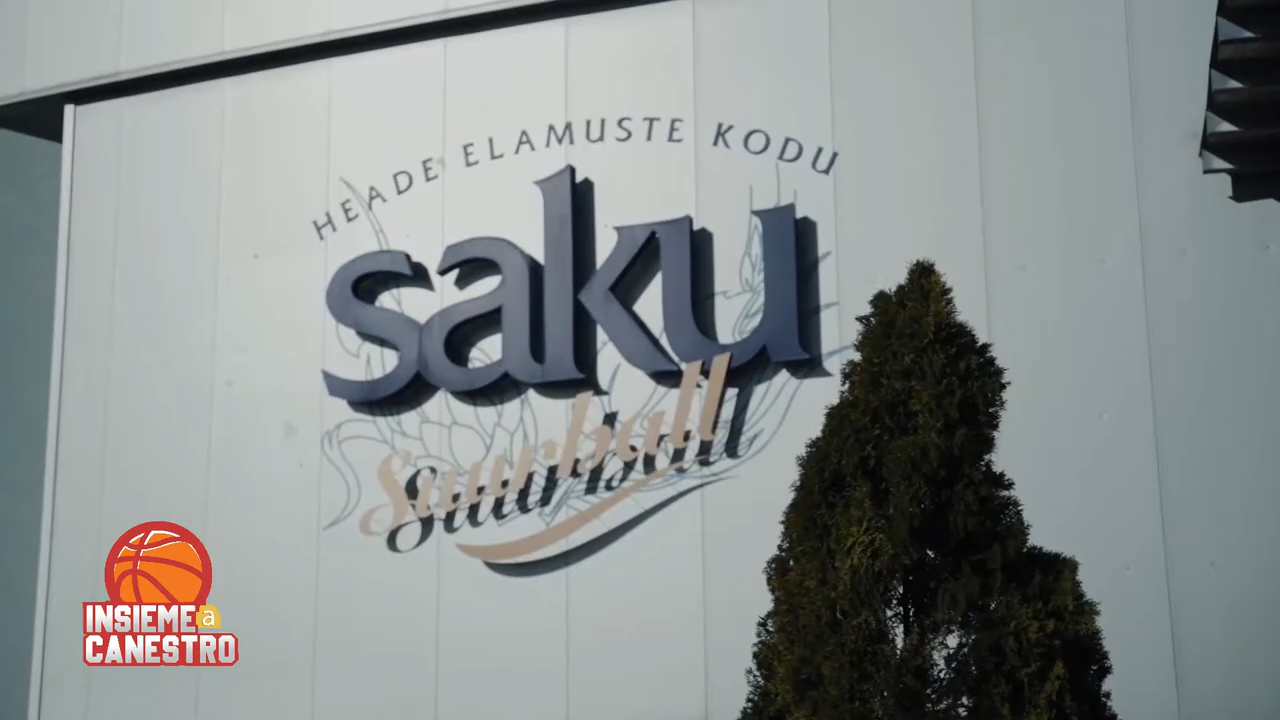 HEADE ELAMUSTE KODU
saku
Suurhall
INSIEME a
CANESTRO